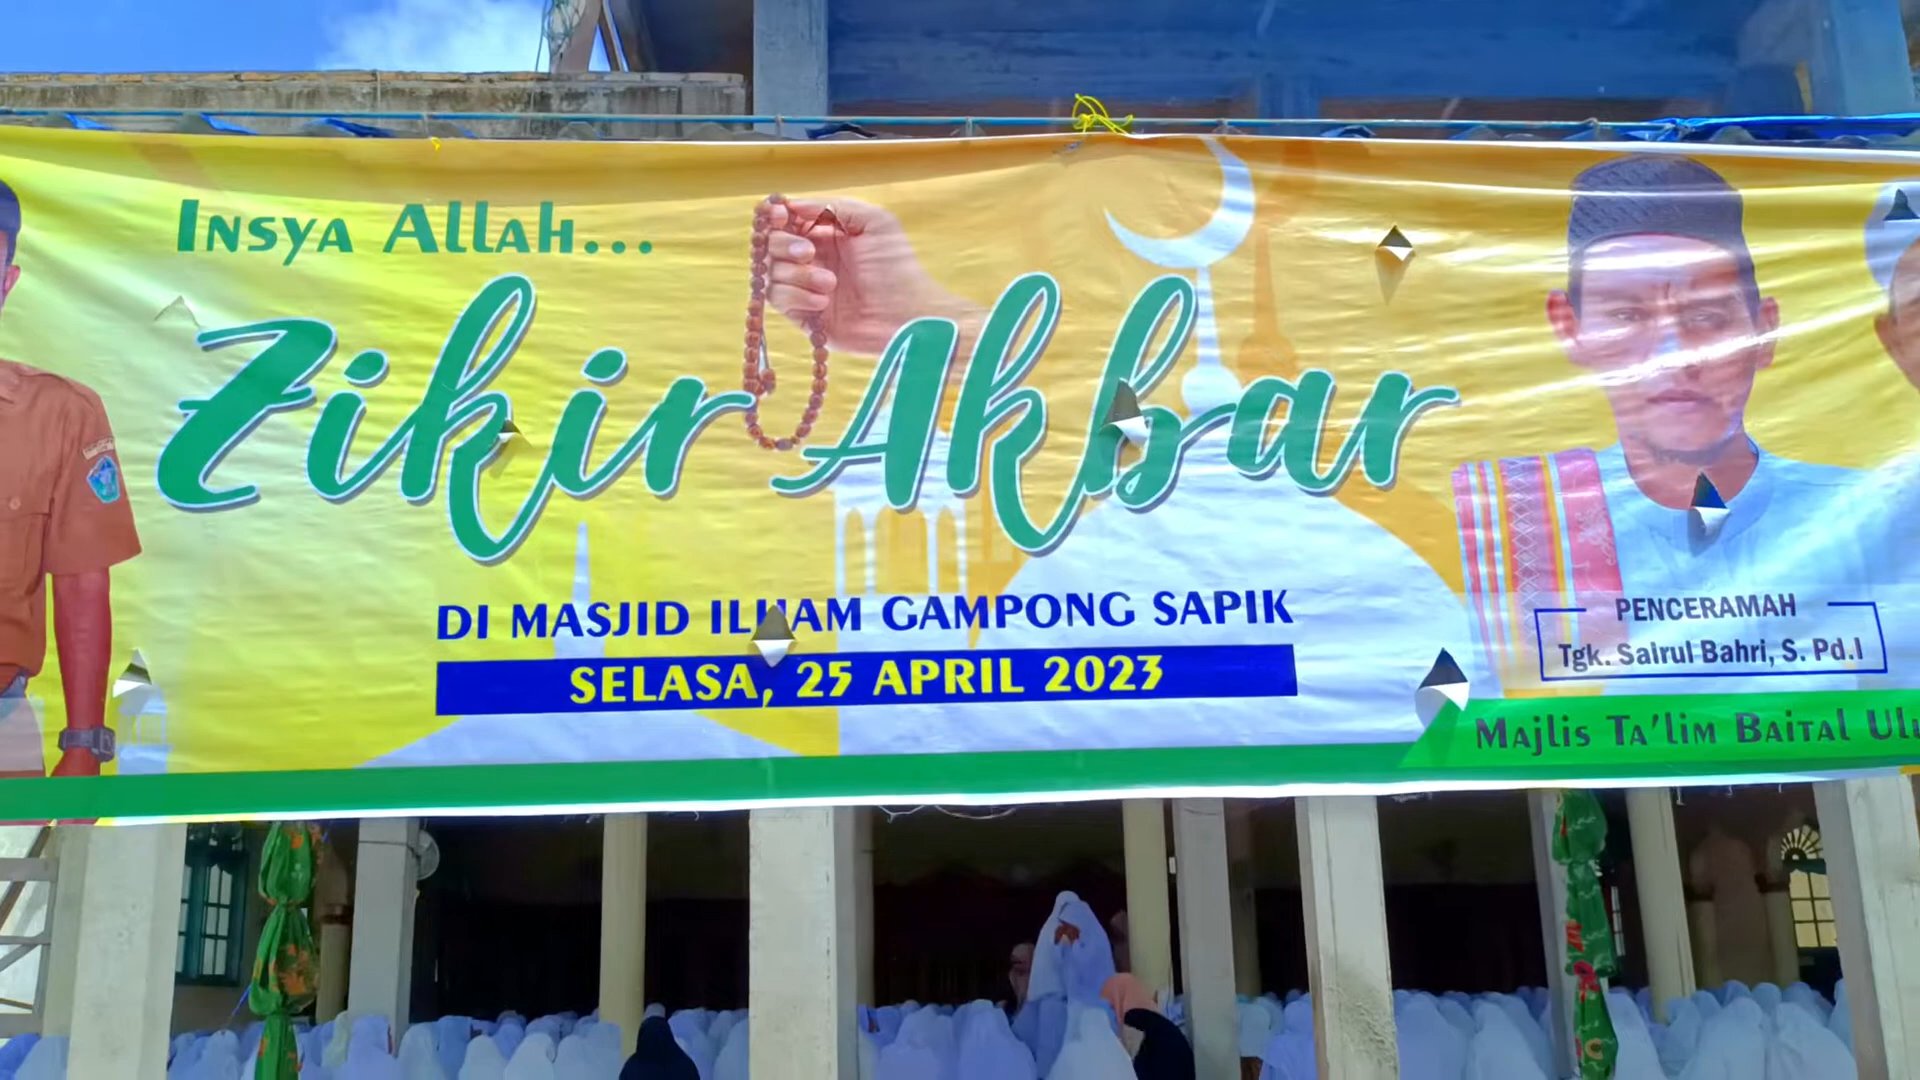 Insya Allah...
Zikir Akbar
DI MASJID ILHAM GAMPONG SAPIK
SELASA, 25 APRIL 2023
PENCERAMAH
Tgk. Sairul Bahri, S. Pd.I
Majlis Ta'lim Baital